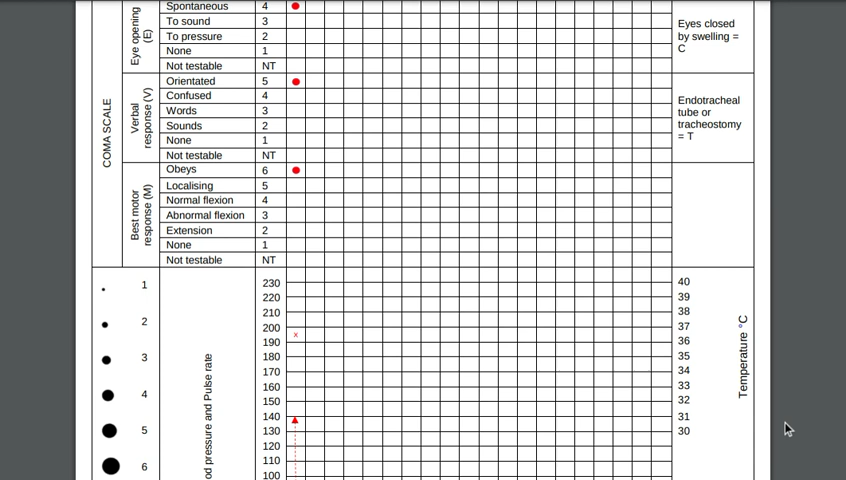 COMA SCALE
Eye opening
(E)
Spontaneous 4
To sound 3
To pressure 2
None 1
Not testable NT
Eyes closed
by swelling =
C
Verbal
response (V)
Orientated 5
Confused 4
Words 3
Sounds 2
None 1
Not testable NT
Endotracheal
tube or
tracheostomy
= T
Best motor
response (M)
Obeys 6
Localising 5
Normal flexion 4
Abnormal flexion 3
Extension 2
None 1
Not testable NT
1
2
3
4
5
6
od pressure and Pulse rate
230
220
210
200
190
180
170
160
150
140
130
120
110
100
x
40
39
38
37
36
35
34
33
32
31
30
Temperature °C